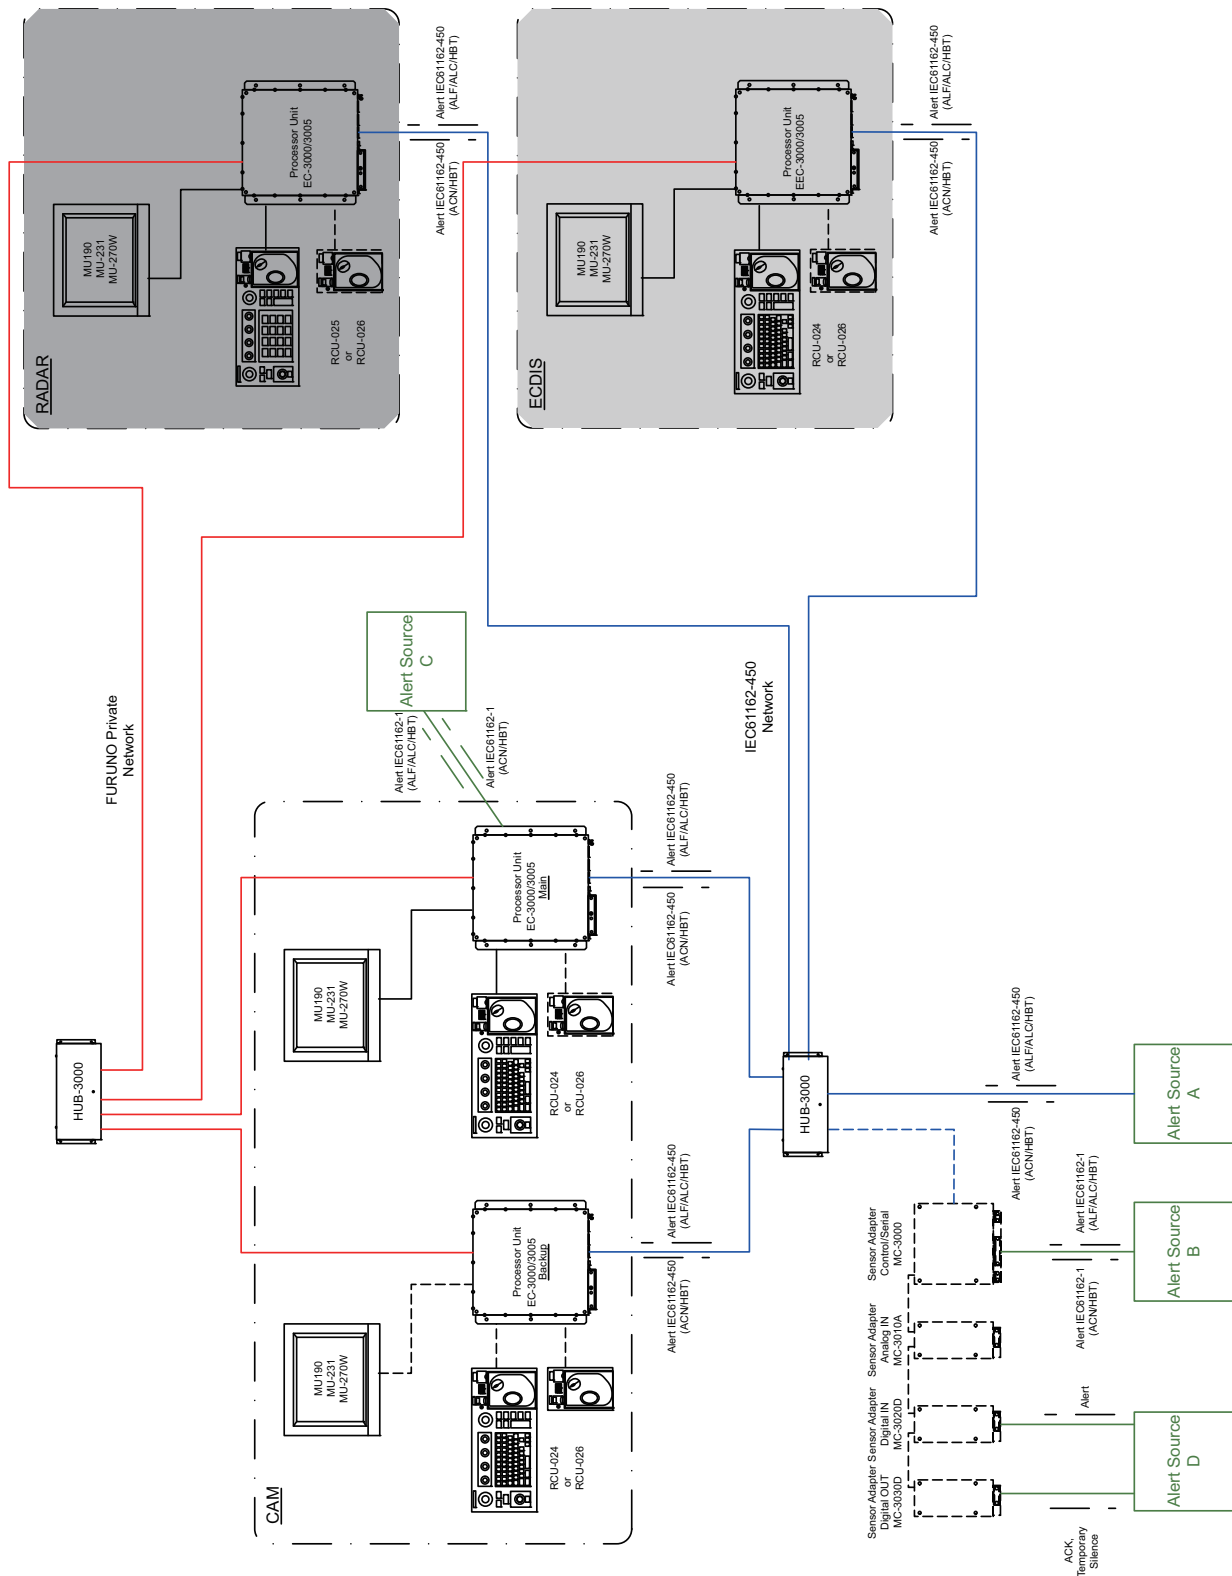 RADAR
MU190
MU-231
MU-270W
Processor Unit
EC-3000/3005
RCU-025
or
RCU-026
Alert IEC61162-450
(ALF/ALC/HBT)
Alert IEC61162-450
(ACN/HBT)
ECDIS
MU190
MU-231
MU-270W
Processor Unit
EEC-3000/3005
RCU-024
or
RCU-026
Alert IEC61162-450
(ALF/ALC/HBT)
Alert IEC61162-450
(ACN/HBT)
FURUNO Private
Network
HUB-3000
Alert Source
C
Alert IEC61162-1
(ALF/ALC/HBT)
Alert IEC61162-1
(ACN/HBT)
IEC61162-450
Network
CAM
MU190
MU-231
MU-270W
Processor Unit
EC-3000/3005
Main
RCU-024
or
RCU-026
Alert IEC61162-450
(ALF/ALC/HBT)
Alert IEC61162-450
(ACN/HBT)
MU190
MU-231
MU-270W
Processor Unit
EC-3000/3005
Backup
RCU-024
or
RCU-026
Alert IEC61162-450
(ALF/ALC/HBT)
Alert IEC61162-450
(ACN/HBT)
HUB-3000
Alert IEC61162-450
(ALF/ALC/HBT)
Alert IEC61162-450
(ACN/HBT)
Alert Source
A
Sensor Adapter
Control/Serial
MC-3000
Alert IEC61162-1
(ALF/ALC/HBT)
Alert IEC61162-1
(ACN/HBT)
Alert Source
B
Sensor Adapter
Analog IN
MC-3010A
Sensor Adapter
Digital IN
MC-3020D
Sensor Adapter
Digital OUT
MC-3030D
Alert
ACK,
Temporary
Silence
Alert Source
D